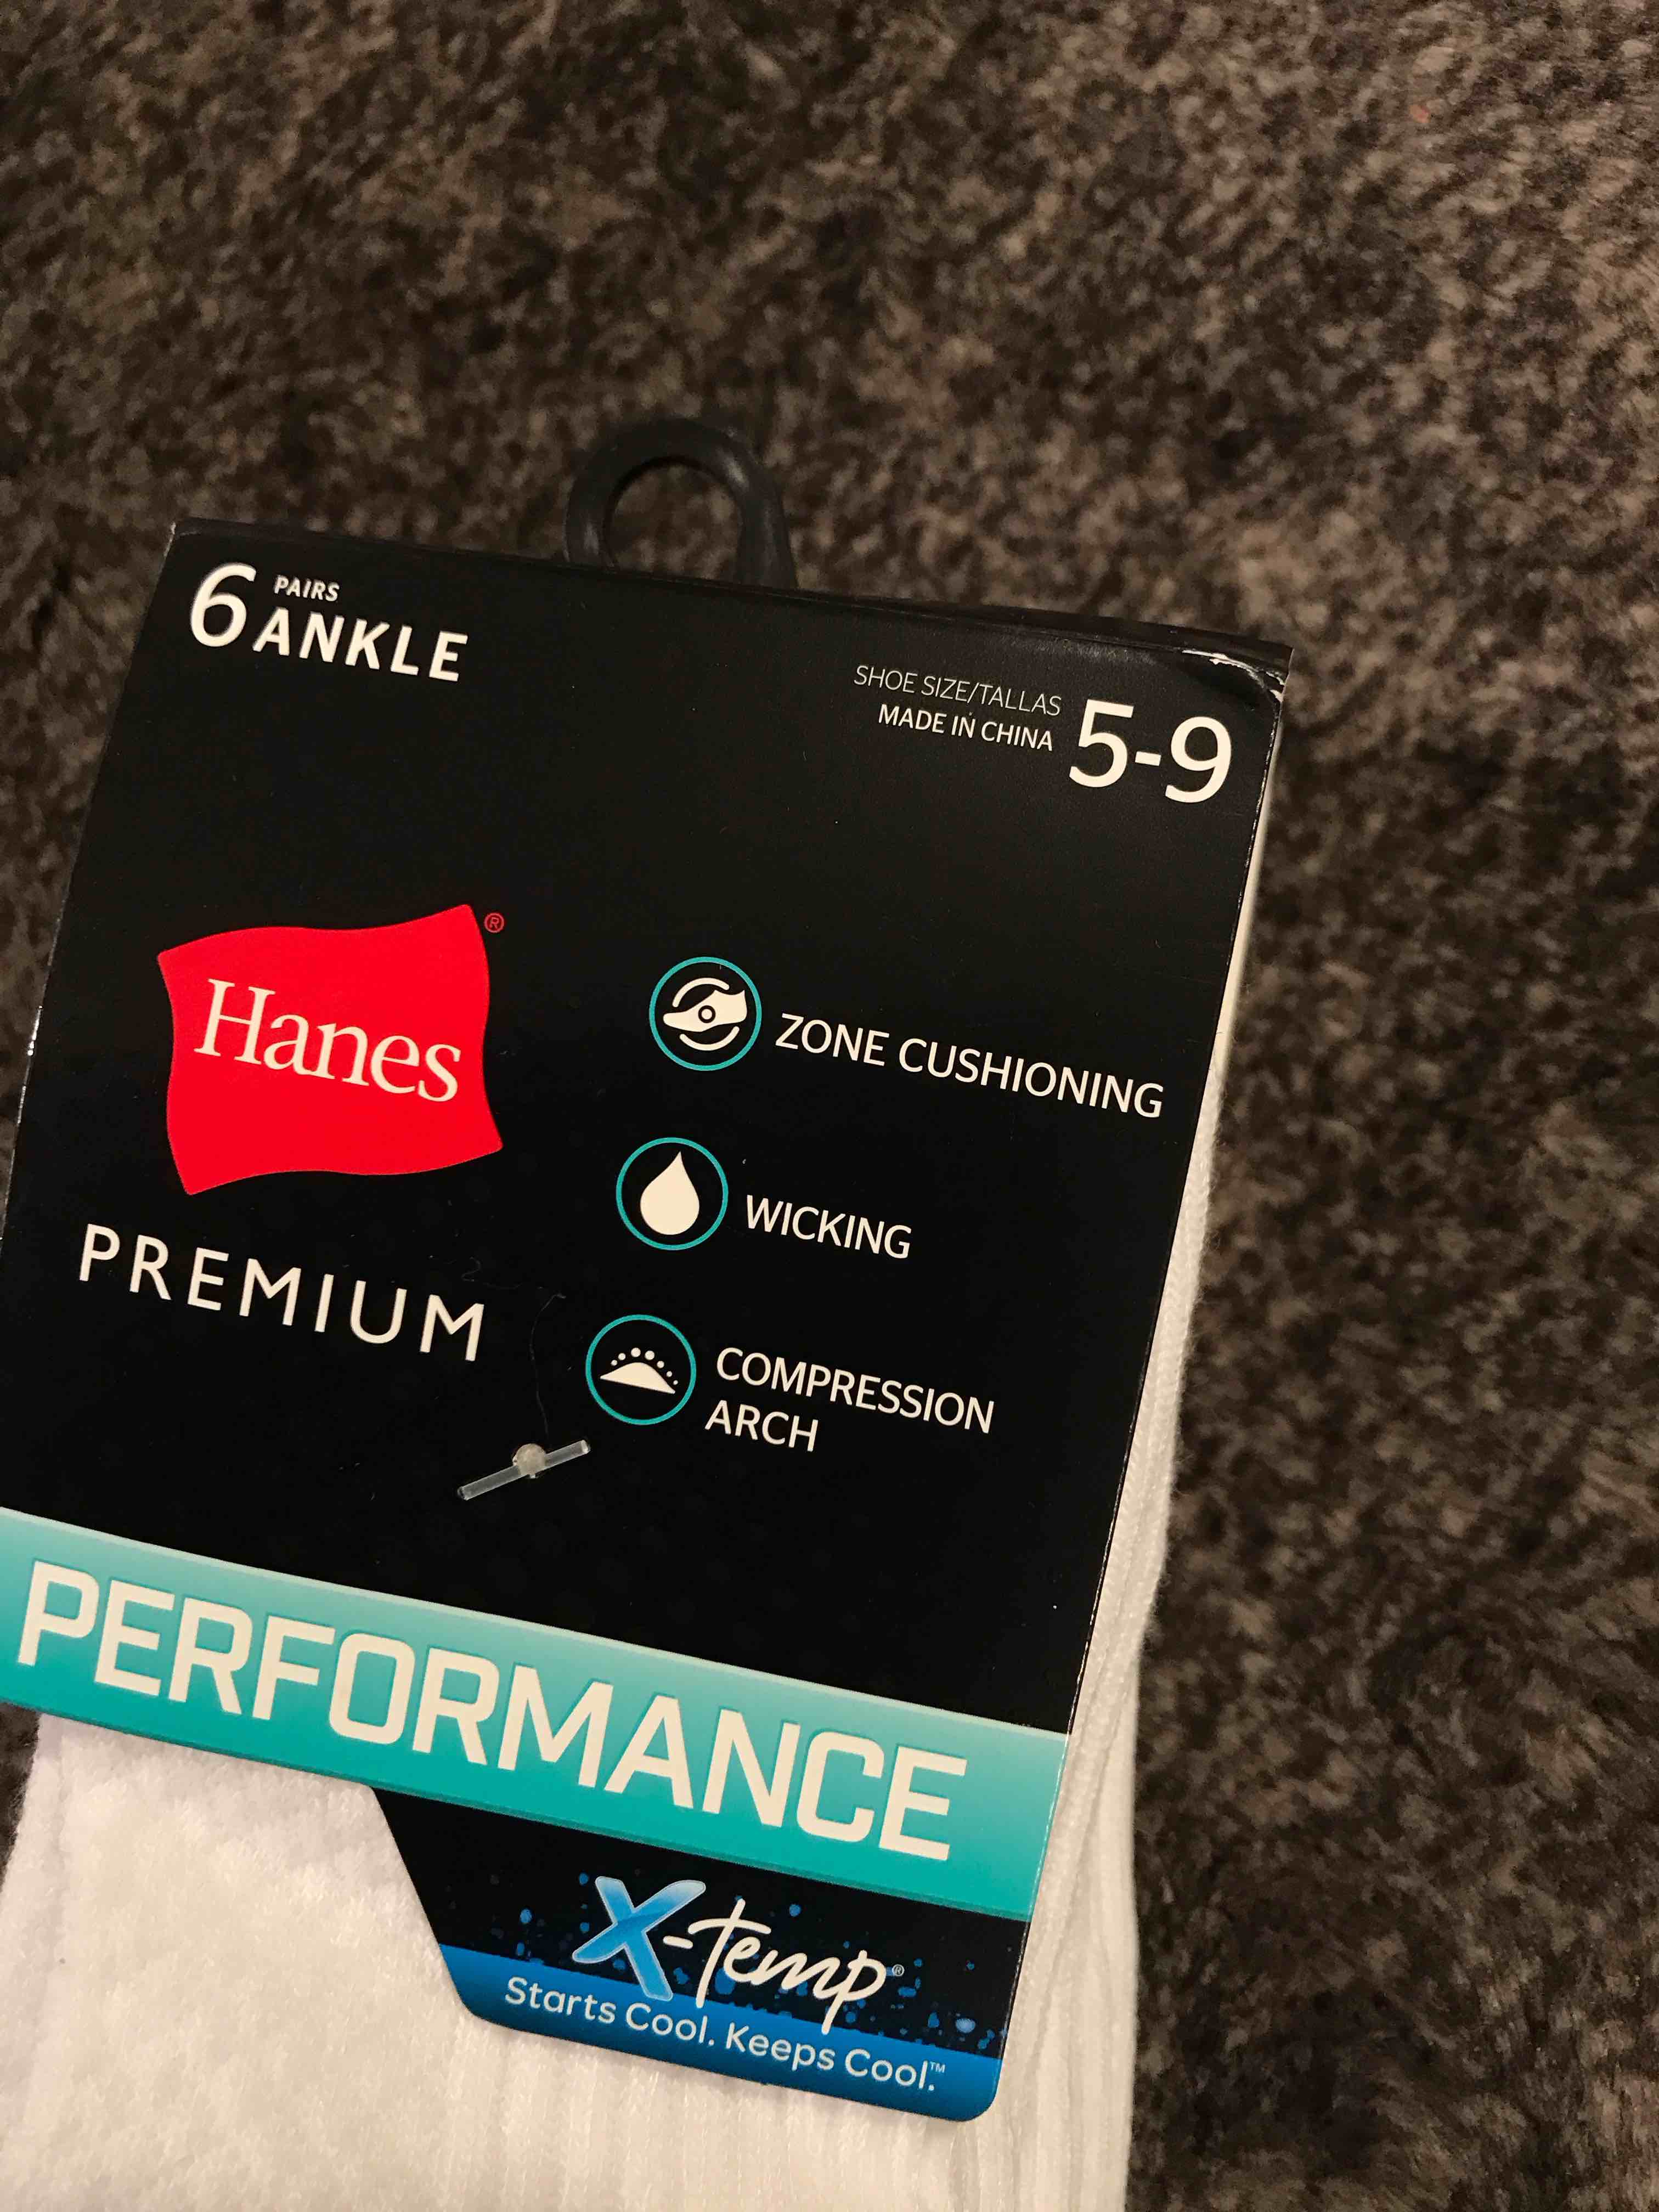 6 PAIRS
ANKLE
SHOE SIZE/TALLAS
MADE IN CHINA
5-9
Hanes®
PREMIUM
ZONE CUSHIONING
WICKING
COMPRESSION
ARCH
PERFORMANCE
X-Temp®
Starts Cool. Keeps Cool.™